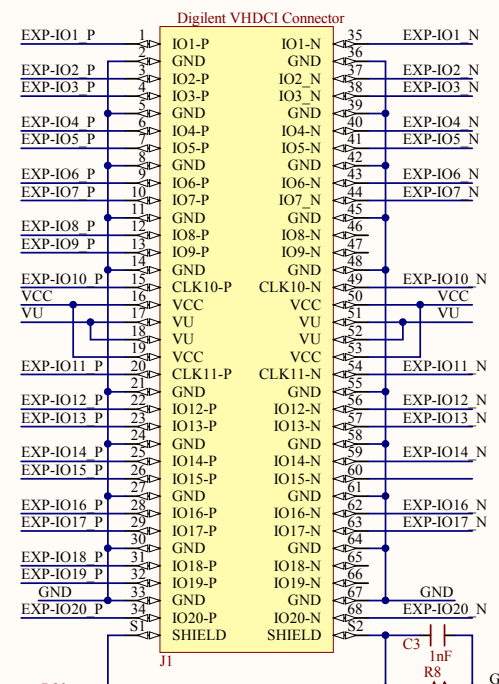 Digilent VHDCI Connector
EXP-IO1_P 1 IO1-P IO1-N 35 EXP-IO1_N
2 GND GND 36
EXP-IO2_P 3 IO2-P IO2_N 37 EXP-IO2_N
EXP-IO3_P 4 IO3-P IO3_N 38 EXP-IO3_N
5 GND GND 39
EXP-IO4_P 6 IO4-P IO4-N 40 EXP-IO4_N
EXP-IO5_P 7 IO5-P IO5-N 41 EXP-IO5_N
8 GND GND 42
EXP-IO6_P 9 IO6-P IO6-N 43 EXP-IO6_N
EXP-IO7_P 10 IO7-P IO7_N 44 EXP-IO7_N
11 GND GND 45
EXP-IO8_P 12 IO8-P IO8-N 46
EXP-IO9_P 13 IO9-P IO9-N 47
14 GND GND 48
EXP-IO10_P 15 CLK10-P CLK10-N 49 EXP-IO10_N
VCC 16 VCC VCC 50 VCC
VU 17 VU VU 51 VU
18 VU VU 52
19 VCC VCC 53
EXP-IO11_P 20 CLK11-P CLK11-N 54 EXP-IO11_N
21 GND GND 55
EXP-IO12_P 22 IO12-P IO12-N 56 EXP-IO12_N
EXP-IO13_P 23 IO13-P IO13-N 57 EXP-IO13_N
24 GND GND 58
EXP-IO14_P 25 IO14-P IO14-N 59 EXP-IO14_N
EXP-IO15_P 26 IO15-P IO15-N 60
27 GND GND 61
EXP-IO16_P 28 IO16-P IO16-N 62 EXP-IO16_N
EXP-IO17_P 29 IO17-P IO17-N 63 EXP-IO17_N
30 GND GND 64
EXP-IO18_P 31 IO18-P IO18-N 65
EXP-IO19_P 32 IO19-P IO19-N 66
GND 33 GND GND 67 GND
EXP-IO20_P 34 IO20-P IO20-N 68 EXP-IO20_N
S1 SHIELD SHIELD S2
C3
J1 1nF
R8